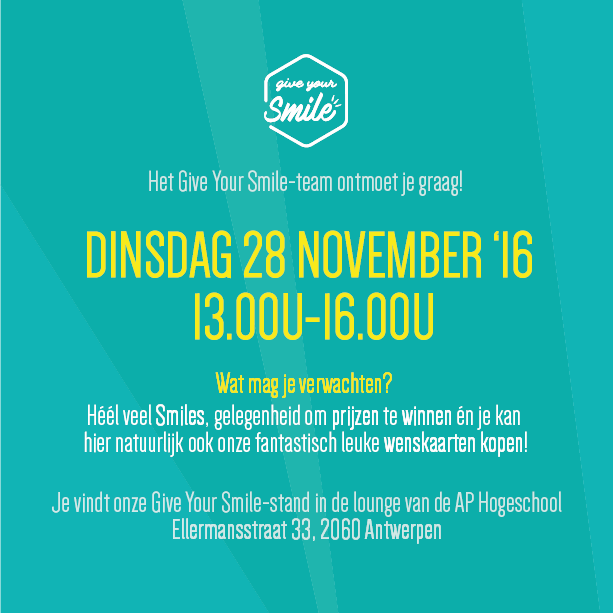 give your
Smile
Het Give Your Smile-team ontmoet je graag!
DINSDAG 28 NOVEMBER ‘16
13.00U-16.00U
Wat mag je verwachten?
Héél veel Smiles, gelegenheid om prijzen te winnen én je kan
hier natuurlijk ook onze fantastisch leuke wenskaarten kopen!
Je vindt onze Give Your Smile-stand in de lounge van de AP Hogeschool
Ellermansstraat 33, 2060 Antwerpen